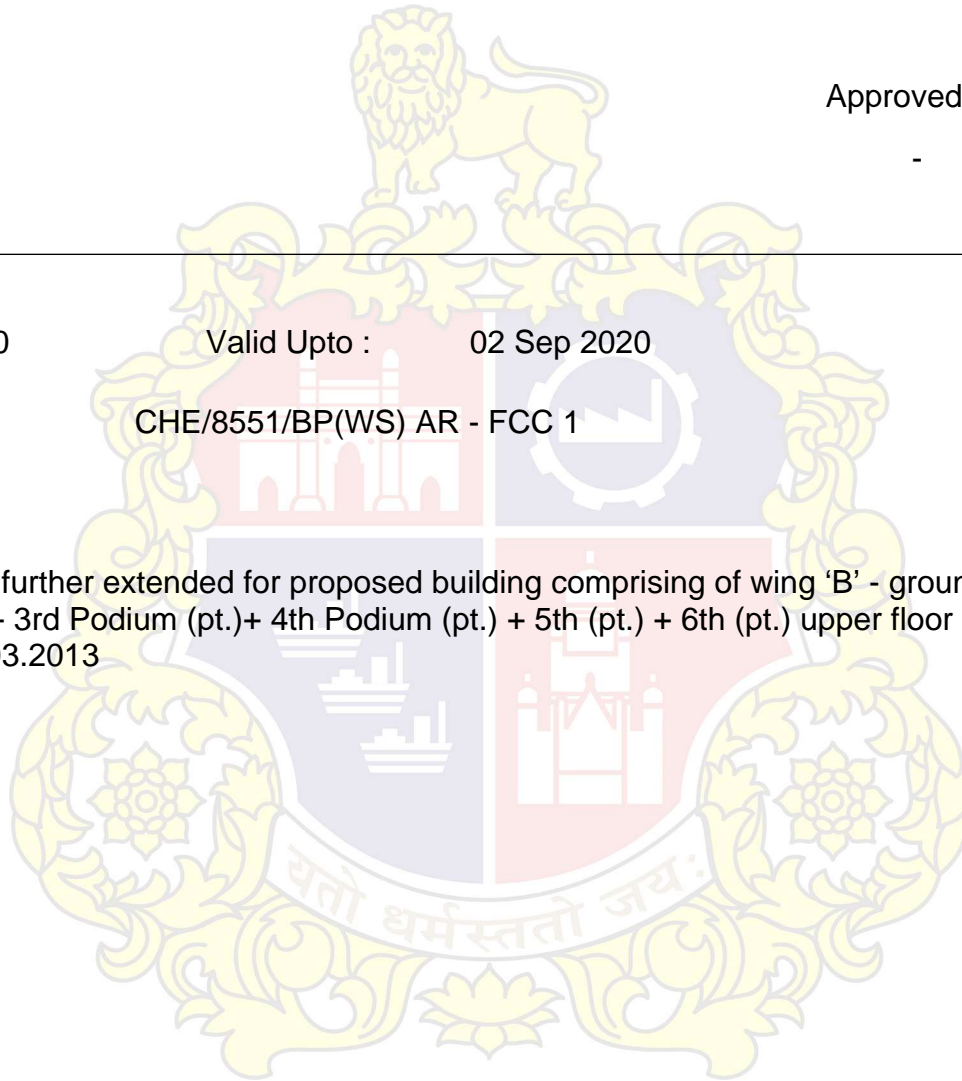 Approved
-
0 Valid Upto : 02 Sep 2020
CHE/8551/BP(WS) AR - FCC 1
further extended for proposed building comprising of wing ‘B’ - groun
- 3rd Podium (pt.)+ 4th Podium (pt.) + 5th (pt.) + 6th (pt.) upper floor
03.2013
यतो धर्मस्ततो जय: